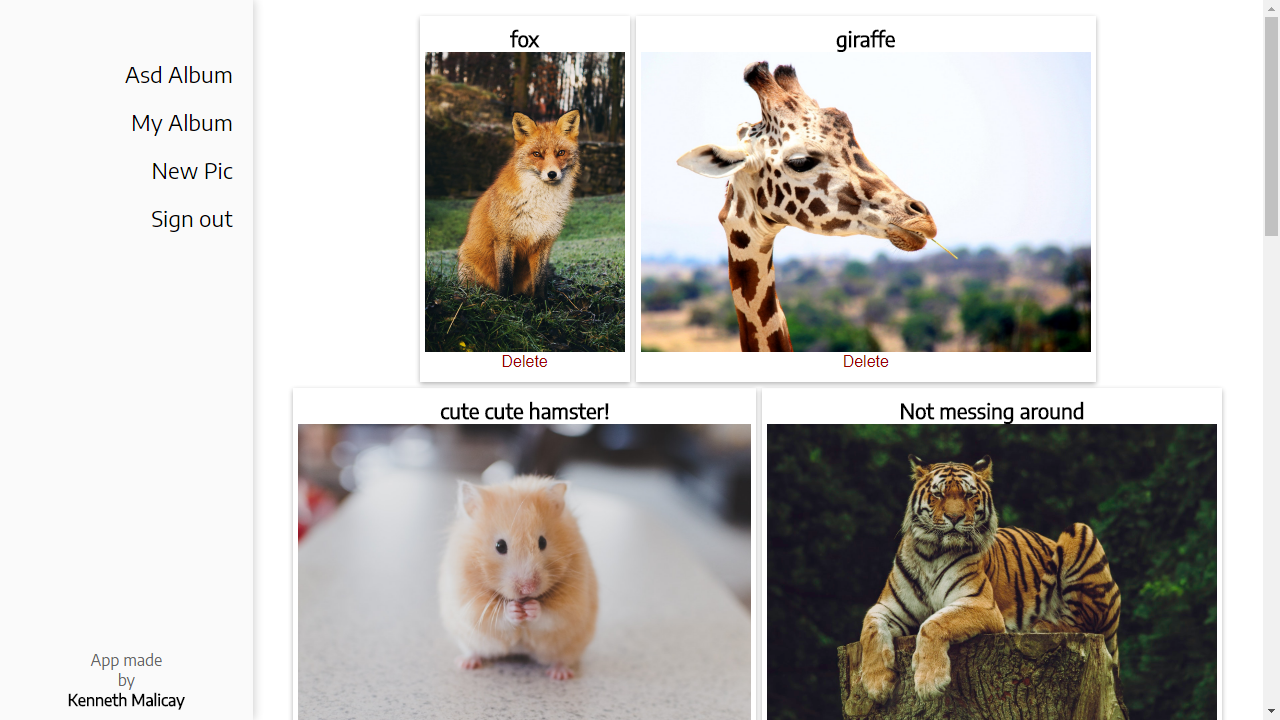 Asd Album
My Album
New Pic
Sign out
App made
by
Kenneth Malicay
fox
Delete
giraffe
Delete
cute cute hamster!
Not messing around